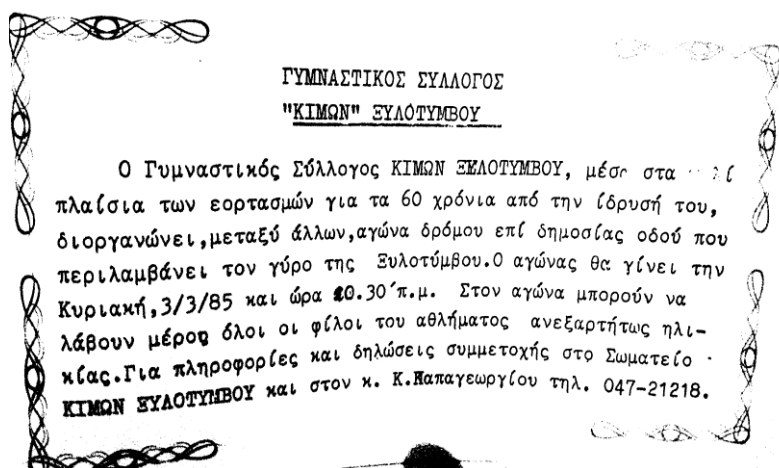 ΓΥΜΝΑΣΤΙΚΟΣ ΣΥΛΛΟΓΟΣ
"ΚΙΜΩΝ" ΞΥΛΟΤΥΜΒΟΥ
Ο Γυμναστικός Σύλλογος ΚΙΜΩΝ ΞΥΛΟΤΥΜΒΟΥ, μέσα στα
πλαίσια των εορτασμών για τα 60 χρόνια από την ίδρυσή του,
διοργανώνει,μεταξύ άλλων,αγώνα δρόμου επί δημοσίας οδού που
περιλαμβάνει τον γύρο της Ξυλοτύμβου.Ο αγώνας θα γίνει την
Κυριακή,3/3/85 και ώρα 10.30΄π.μ. Στον αγώνα μπορούν να
λάβουν μέρος όλοι οι φίλοι του αθλήματος ανεξαρτήτως ηλι-
κίας.Για πληροφορίες και δηλώσεις συμμετοχής στο Σωματείο
ΚΙΜΩΝ ΞΥΛΟΤΥΜΒΟΥ και στον κ. Κ.Παπαγεωργίου τηλ. 047-21218.